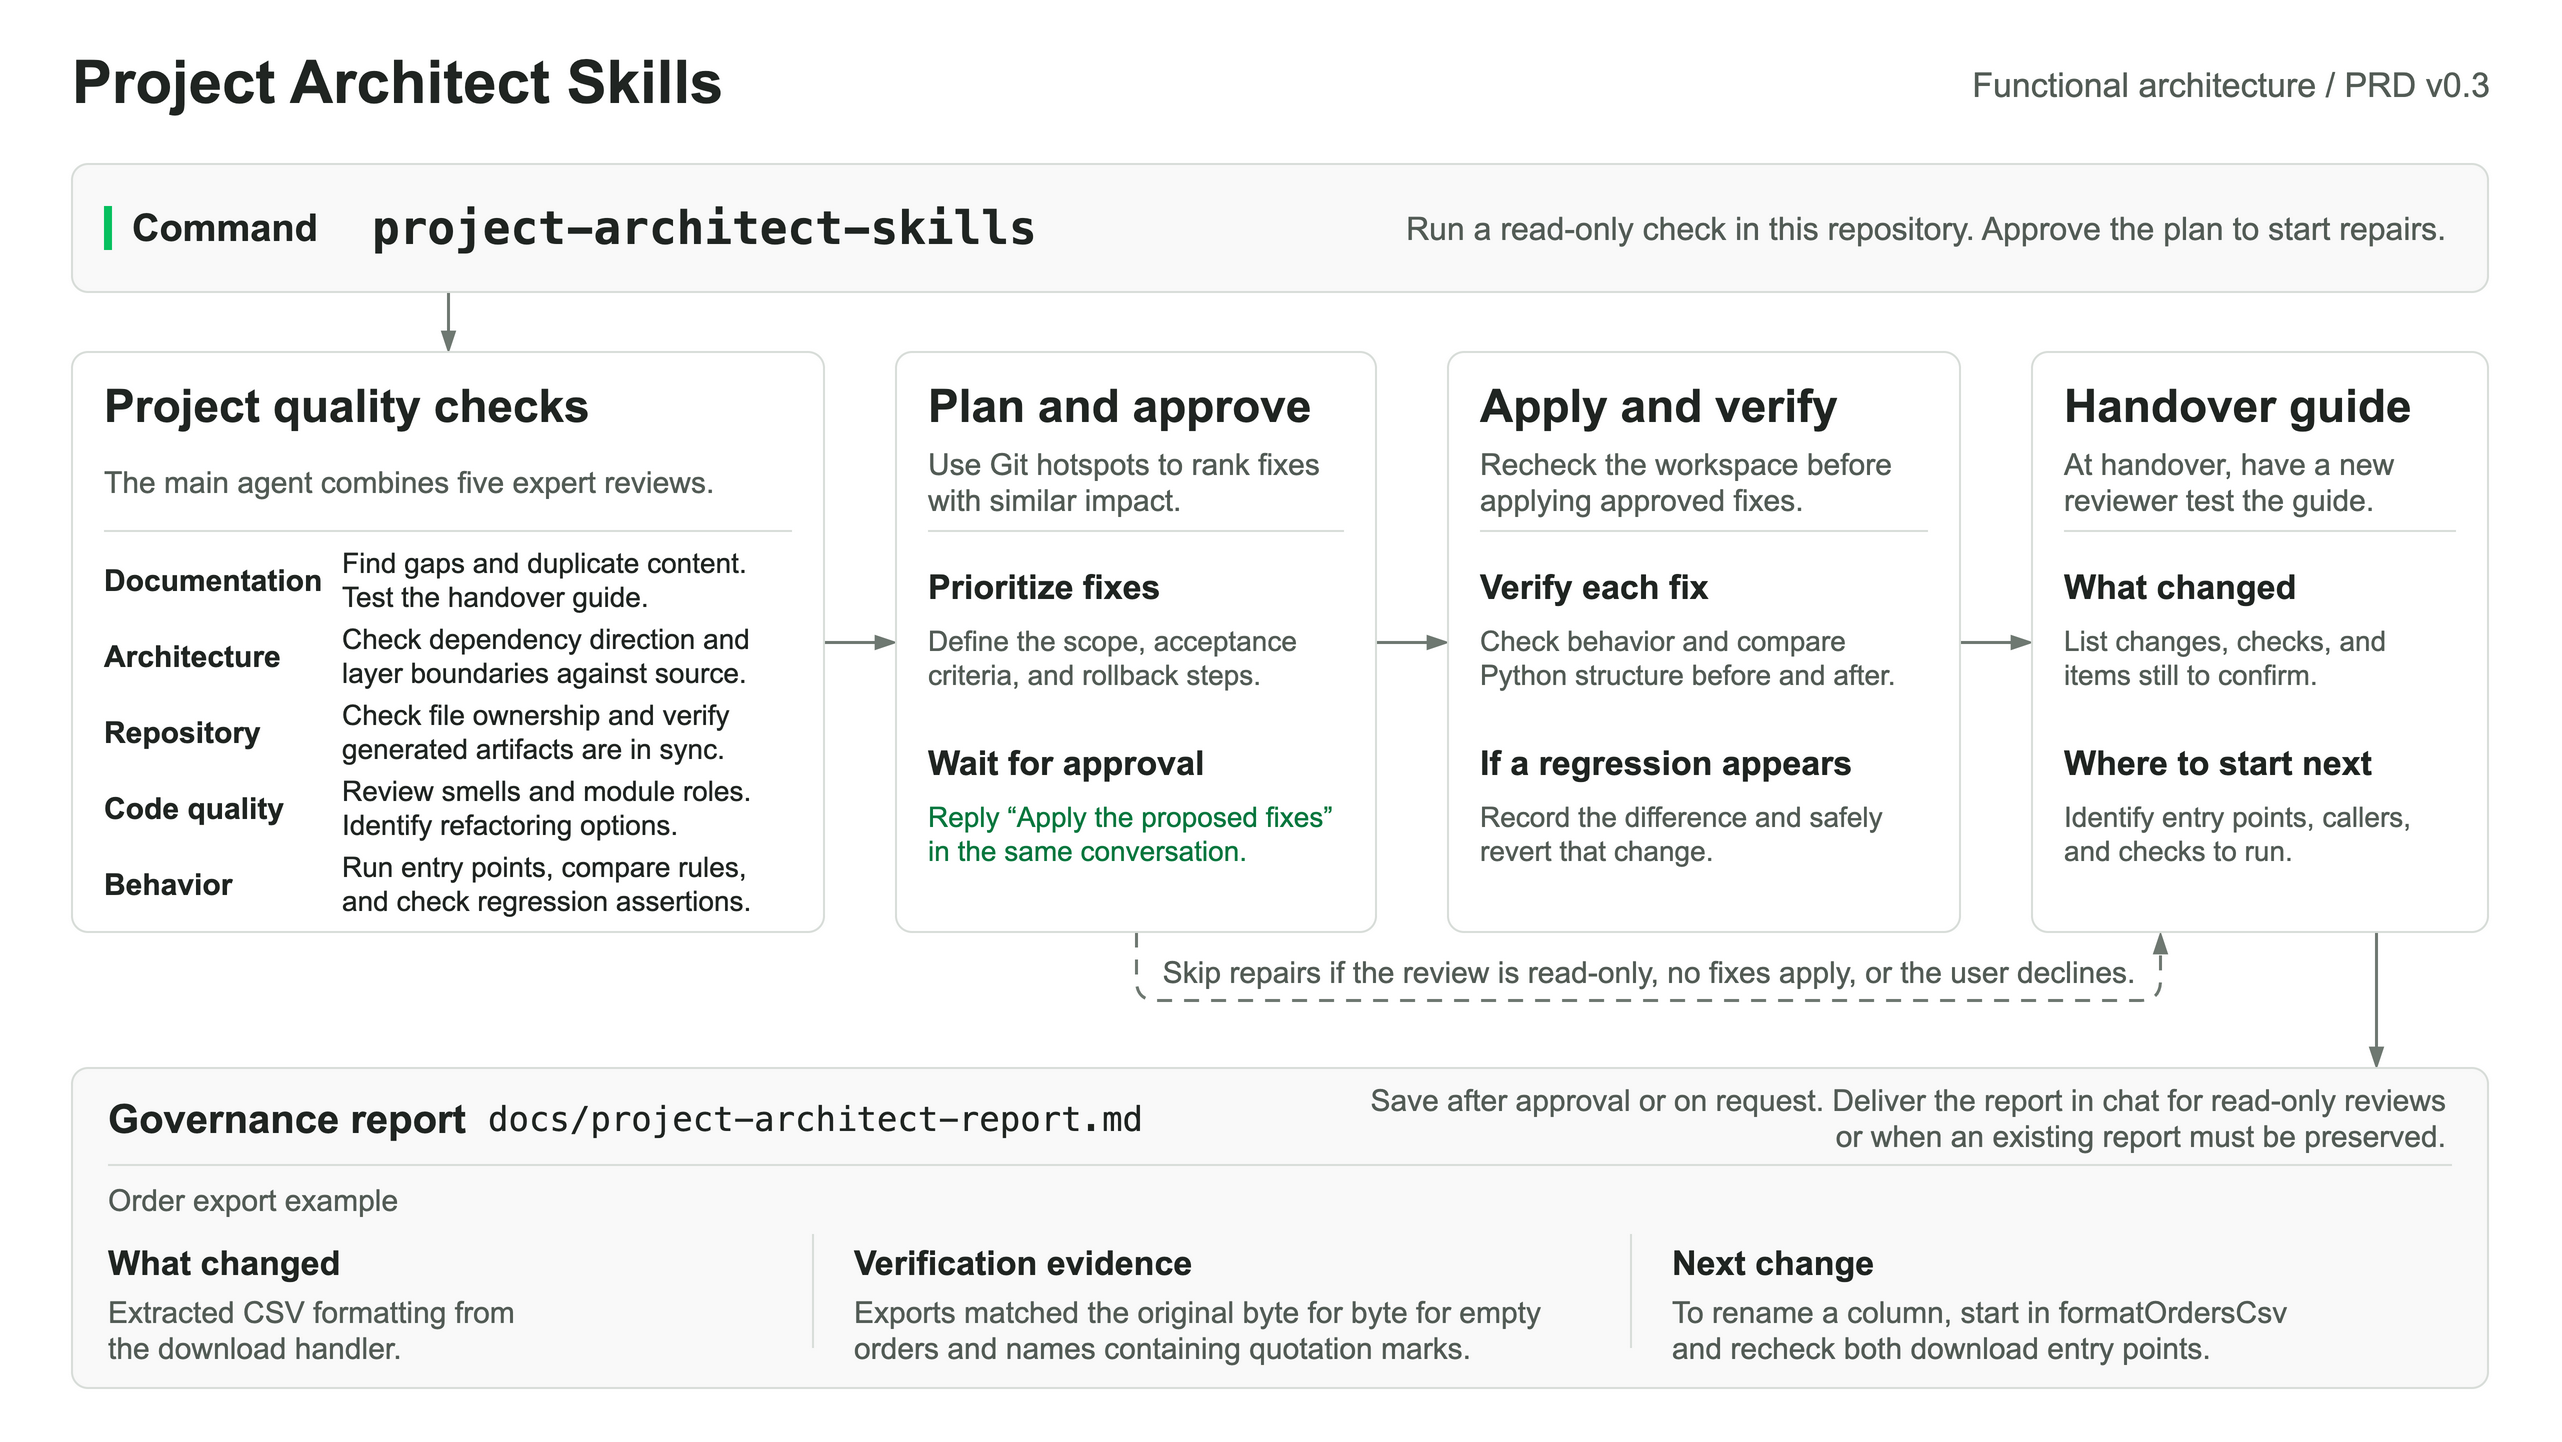 Project Architect Skills
Functional architecture / PRD v0.3
Command project-architect-skills
Run a read-only check in this repository. Approve the plan to start repairs.
Project quality checks
The main agent combines five expert reviews.
Documentation
Find gaps and duplicate content.
Test the handover guide.
Architecture
Check dependency direction and
layer boundaries against source.
Repository
Check file ownership and verify
generated artifacts are in sync.
Code quality
Review smells and module roles.
Identify refactoring options.
Behavior
Run entry points, compare rules,
and check regression assertions.
Plan and approve
Use Git hotspots to rank fixes
with similar impact.
Prioritize fixes
Define the scope, acceptance
criteria, and rollback steps.
Wait for approval
Reply “Apply the proposed fixes”
in the same conversation.
Apply and verify
Recheck the workspace before
applying approved fixes.
Verify each fix
Check behavior and compare
Python structure before and after.
If a regression appears
Record the difference and safely
revert that change.
Handover guide
At handover, have a new
reviewer test the guide.
What changed
List changes, checks, and
items still to confirm.
Where to start next
Identify entry points, callers,
and checks to run.
Skip repairs if the review is read-only, no fixes apply, or the user declines.
Governance report docs/project-architect-report.md
Save after approval or on request. Deliver the report in chat for read-only reviews
or when an existing report must be preserved.
Order export example
What changed
Extracted CSV formatting from
the download handler.
Verification evidence
Exports matched the original byte for byte for empty
orders and names containing quotation marks.
Next change
To rename a column, start in formatOrdersCsv
and recheck both download entry points.